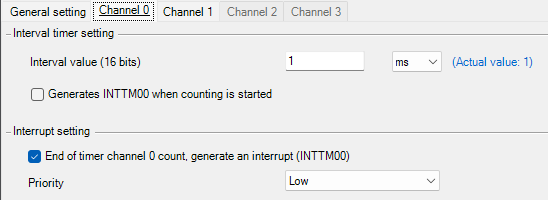 General setting Channel 0 Channel 1 Channel 2 Channel 3
Interval timer setting
Interval value (16 bits) 1 ms (Actual value: 1)
Generates INTTM00 when counting is started
Interrupt setting
End of timer channel 0 count, generate an interrupt (INTTM00)
Priority Low